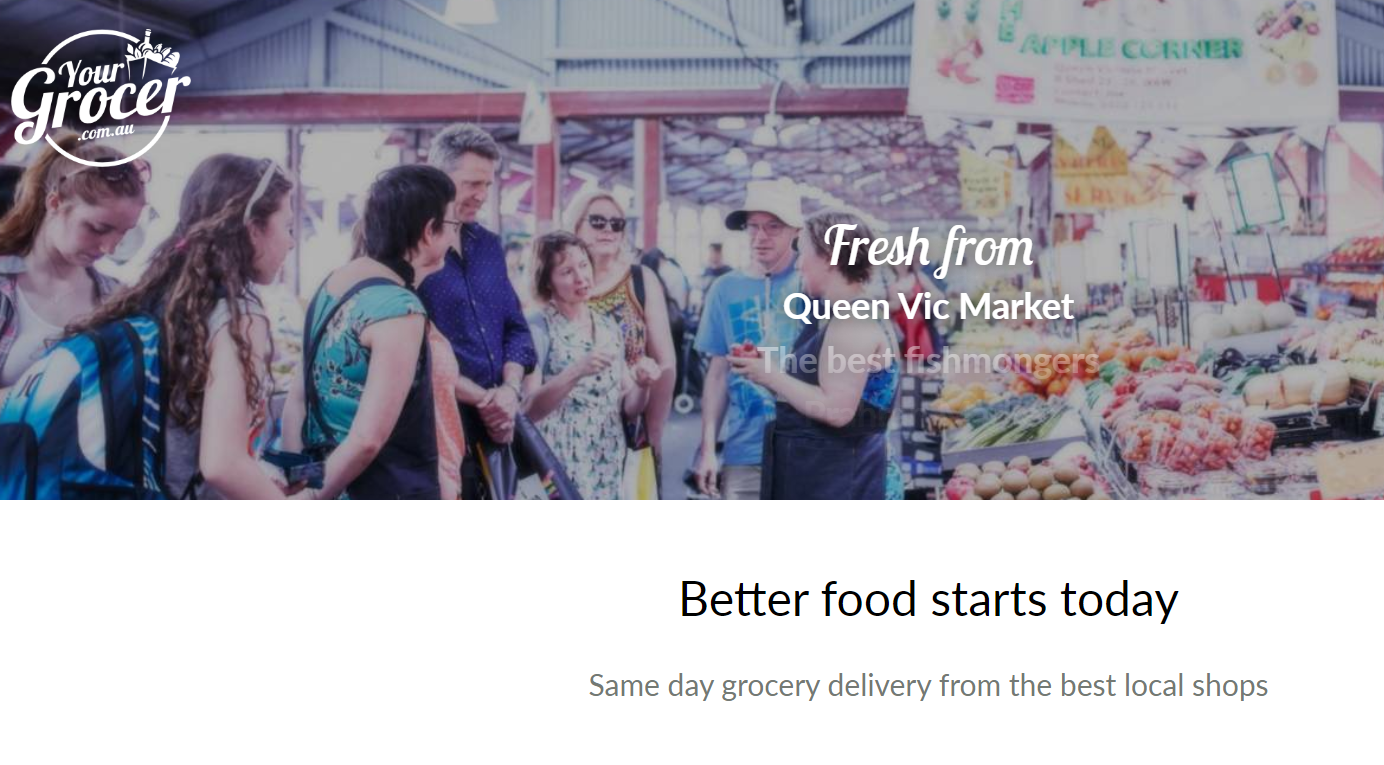 Your
Grocer
.com.au
THE
APPLE CORNER
Fresh from
Queen Vic Market
The best fishmongers
Better food starts today
Same day grocery delivery from the best local shops